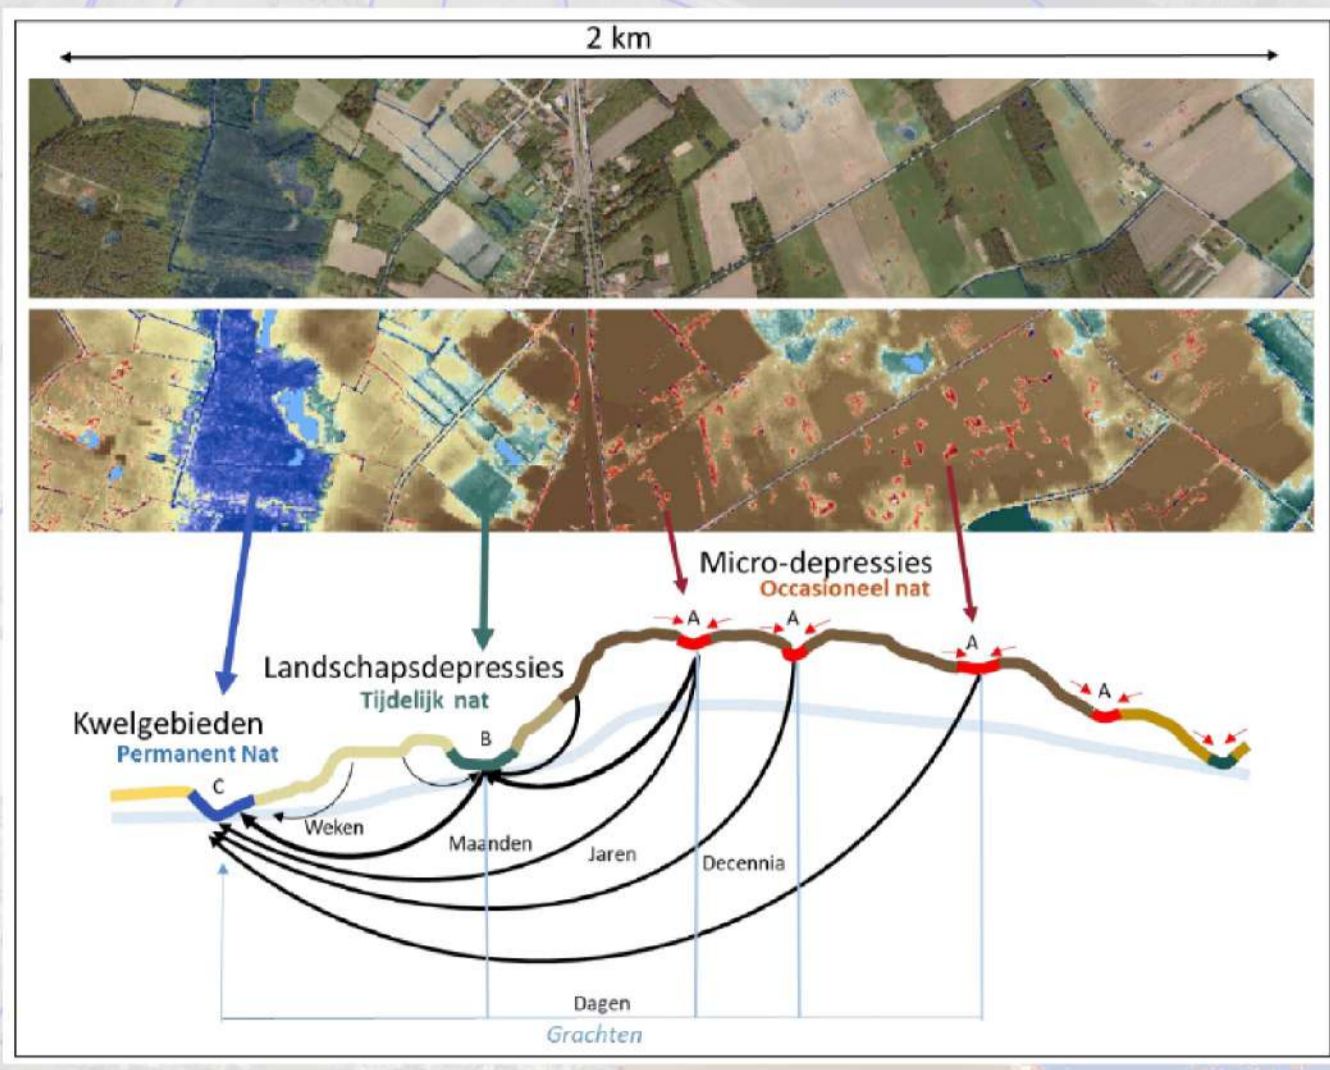 2 km
Micro-depressies
Occasioneel nat
A
A
A
A
Landschapsdepressies
Tijdelijk nat
B
Kwelgebieden
Permanent Nat
C
Weken
Maanden
Jaren
Decennia
Dagen
Grachten